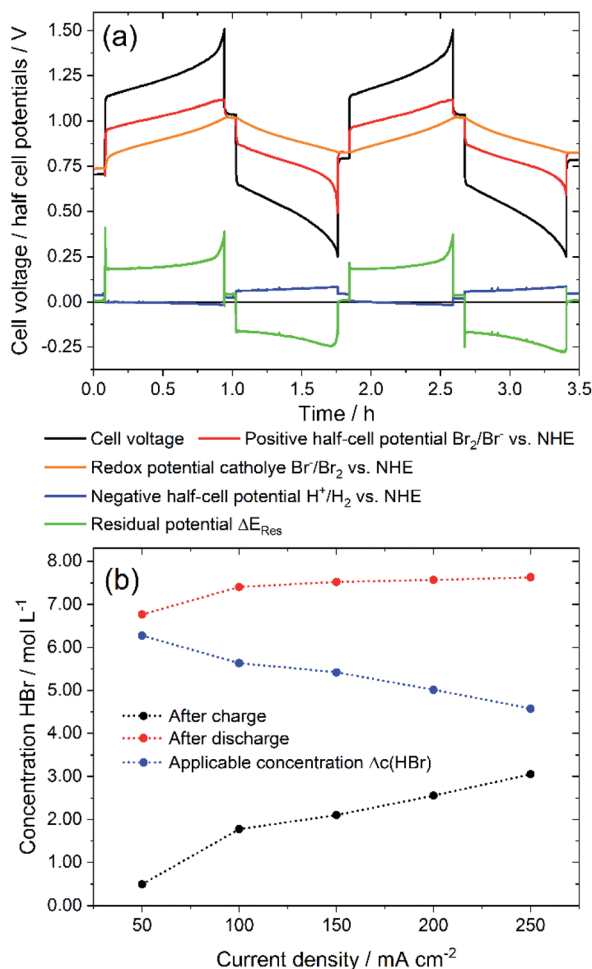 (a)
Cell voltage / half cell potentials / V
1.50
1.25
1.00
0.75
0.50
0.25
0.00
-0.25
0.0 0.5 1.0 1.5 2.0 2.5 3.0 3.5
Time / h
Cell voltage Positive half-cell potential Br₂/Br⁻ vs. NHE
Redox potential catholye Br⁻/Br₂ vs. NHE
Negative half-cell potential H⁺/H₂ vs. NHE
Residual potential ΔE_Res
(b)
Concentration HBr / mol L⁻¹
8.00
7.00
6.00
5.00
4.00
3.00
2.00
1.00
0.00
After charge
After discharge
Applicable concentration Δc(HBr)
50 100 150 200 250
Current density / mA cm⁻²